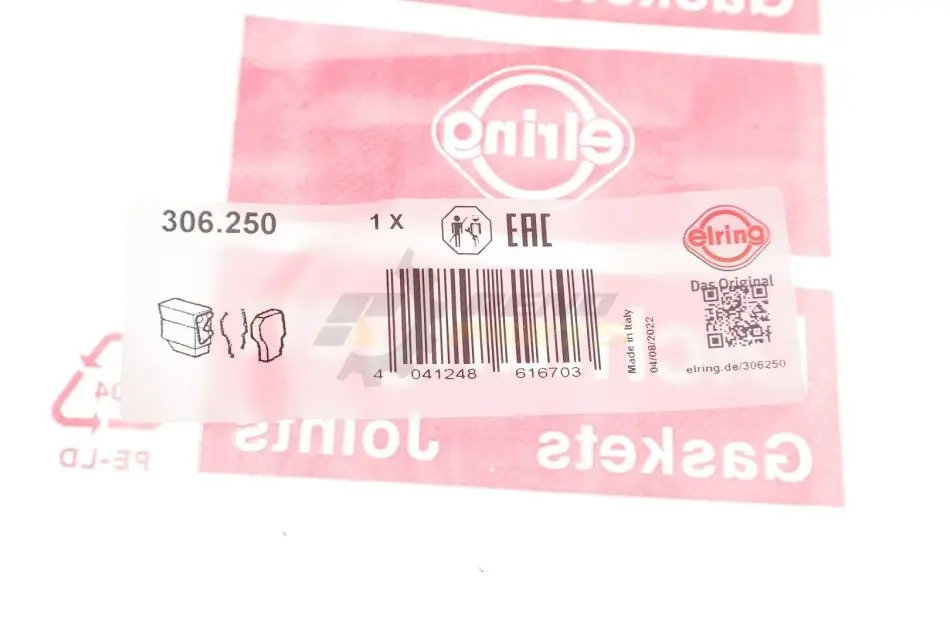 Gaskets
elring
306.250
1 X
EAC
elring
Das Original
elring.de/306250
Made in Italy
04/08/2022
4 041248 616703
04
PE-LD
Joints
Gaskets